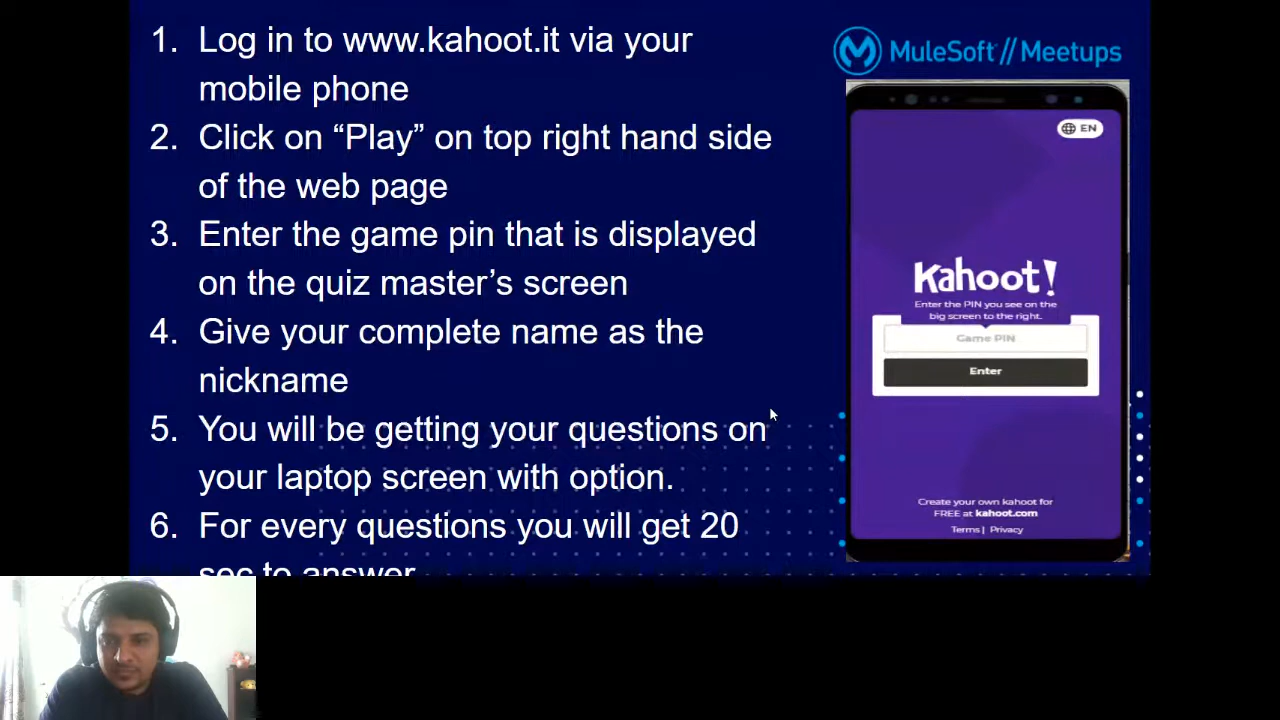 1. Log in to www.kahoot.it via your
mobile phone
2. Click on “Play” on top right hand side
of the web page
3. Enter the game pin that is displayed
on the quiz master’s screen
4. Give your complete name as the
nickname
5. You will be getting your questions on
your laptop screen with option.
6. For every questions you will get 20
sec to answer
MuleSoft // Meetups
EN
Kahoot!
Enter the PIN you see on the
big screen to the right.
Game PIN
Enter
Create your own kahoot for
FREE at kahoot.com
Terms | Privacy